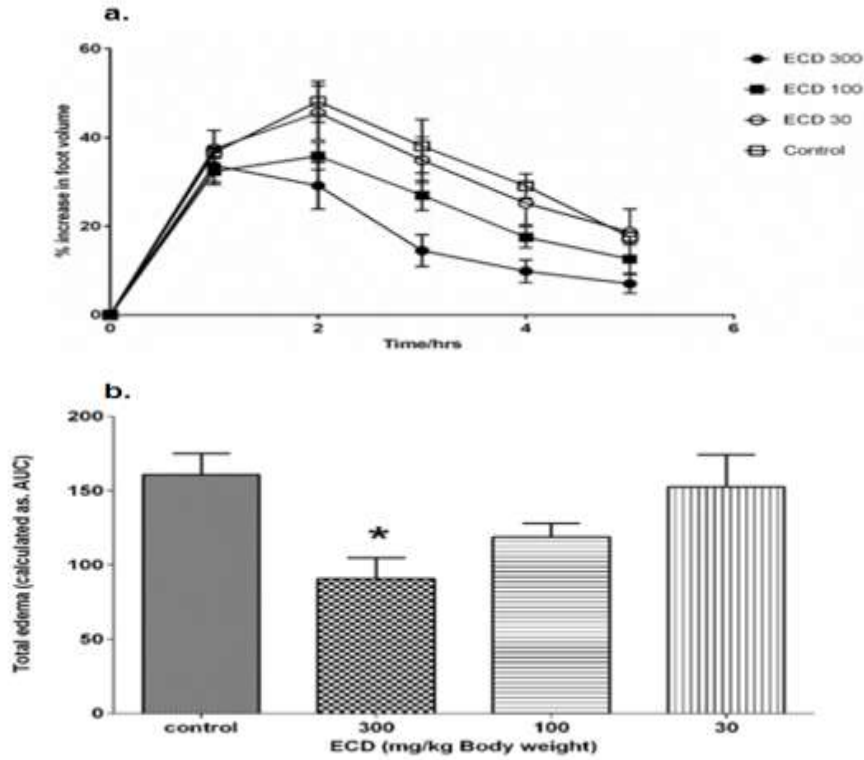 a.
60
40
20
0
% increase in foot volume
0 2 4 6
Time/hrs
ECD 300
ECD 100
ECD 30
Control
b.
200
150
100
50
0
Total edema (calculated as. AUC)
*
control 300 100 30
ECD (mg/kg Body weight)